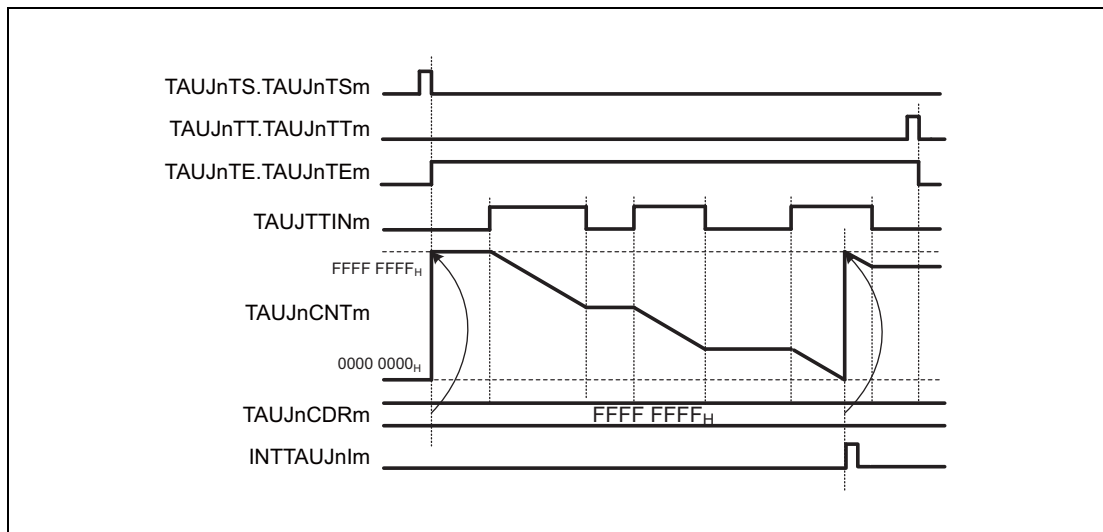 TAUJnTS.TAUJnTSm
TAUJnTT.TAUJnTTm
TAUJnTE.TAUJnTEm
TAUJTTINm
FFFF FFFFH
TAUJnCNTm
0000 0000H
TAUJnCDRm FFFF FFFFH
INTTAUJnIm